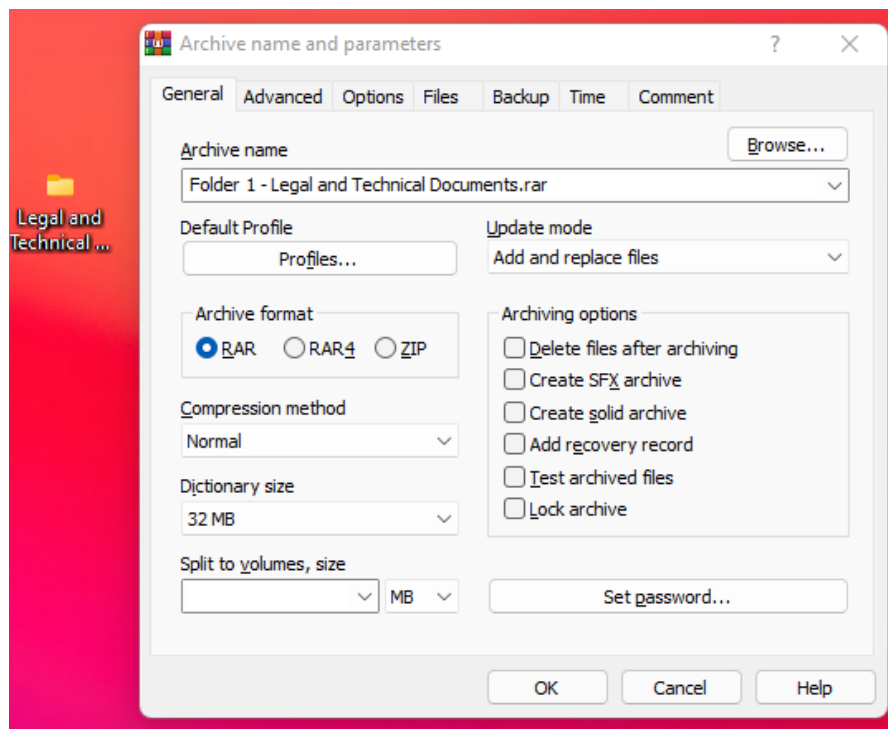 Archive name and parameters
?
General Advanced Options Files Backup Time Comment
Archive name
Browse...
Folder 1 - Legal and Technical Documents.rar
Legal and
Technical ...
Default Profile
Profiles...
Update mode
Add and replace files
Archive format
RAR RAR4 ZIP
Compression method
Normal
Dictionary size
32 MB
Split to volumes, size
MB
Archiving options
Delete files after archiving
Create SFX archive
Create solid archive
Add recovery record
Test archived files
Lock archive
Set password...
OK Cancel Help